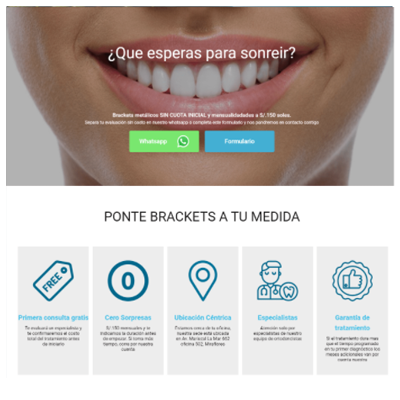 ¿Que esperas para sonreir?
Brackets metálicos SIN CUOTA INICIAL y mensualidades a S/.150 soles.
Separa tu evaluación sin costo en nuestro whatsapp o completa este formulario y nos pondremos en contacto contigo
Whatsapp
Formulario
PONTE BRACKETS A TU MEDIDA
FREE
Primera consulta gratis
Te evaluará un especialista y
te confirmaremos el costo
total del tratamiento antes
de iniciarlo
0
Cero Sorpresas
S/.150 mensuales y te
indicamos la duración antes
de empezar. Si toma más
tiempo, corre por nuestra
cuenta
Ubicación Céntrica
Estamos cerca de tu oficina,
nuestra sede está ubicada
en Av. Mariscal La Mar 662
oficina 502, Miraflores
Especialistas
Atención solo por
especialistas de nuestro
equipo de ortodoncistas
Garantía de
tratamiento
Si el tratamiento dura mas
que el tiempo programado
en tu primer diagnóstico los
meses adicionales van por
cuenta nuestra